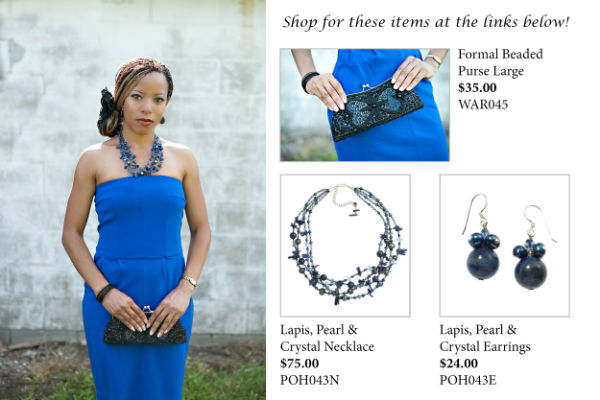 Shop for these items at the links below!
Formal Beaded
Purse Large
$35.00
WAR045
Lapis, Pearl &
Crystal Necklace
$75.00
POH043N
Lapis, Pearl &
Crystal Earrings
$24.00
POH043E